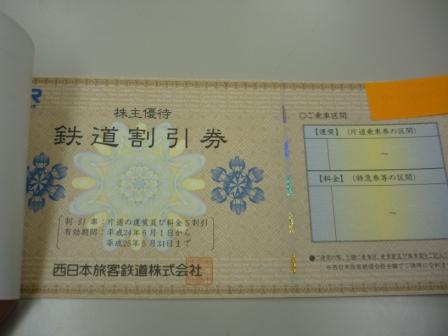 株主優待
鉄道割引券
割引率:片道の運賃及び料金5割引
有効期間:平成24年6月1日から
平成25年5月31日まで
西日本旅客鉄道株式会社
○ご乗車区間
【運賃】(片道乗車券の区間)
~
【料金】(特急券等の区間)
~